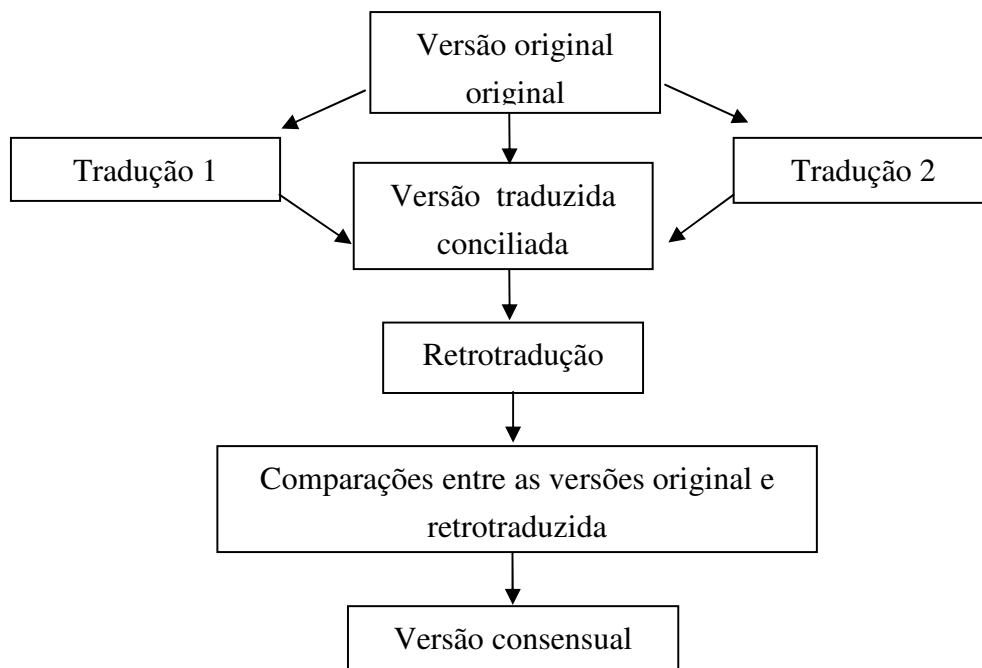 Versão original
original
Tradução 1
Tradução 2
Versão  traduzida
conciliada
Retrotradução
Comparações entre as versões original e
retrotraduzida
Versão consensual